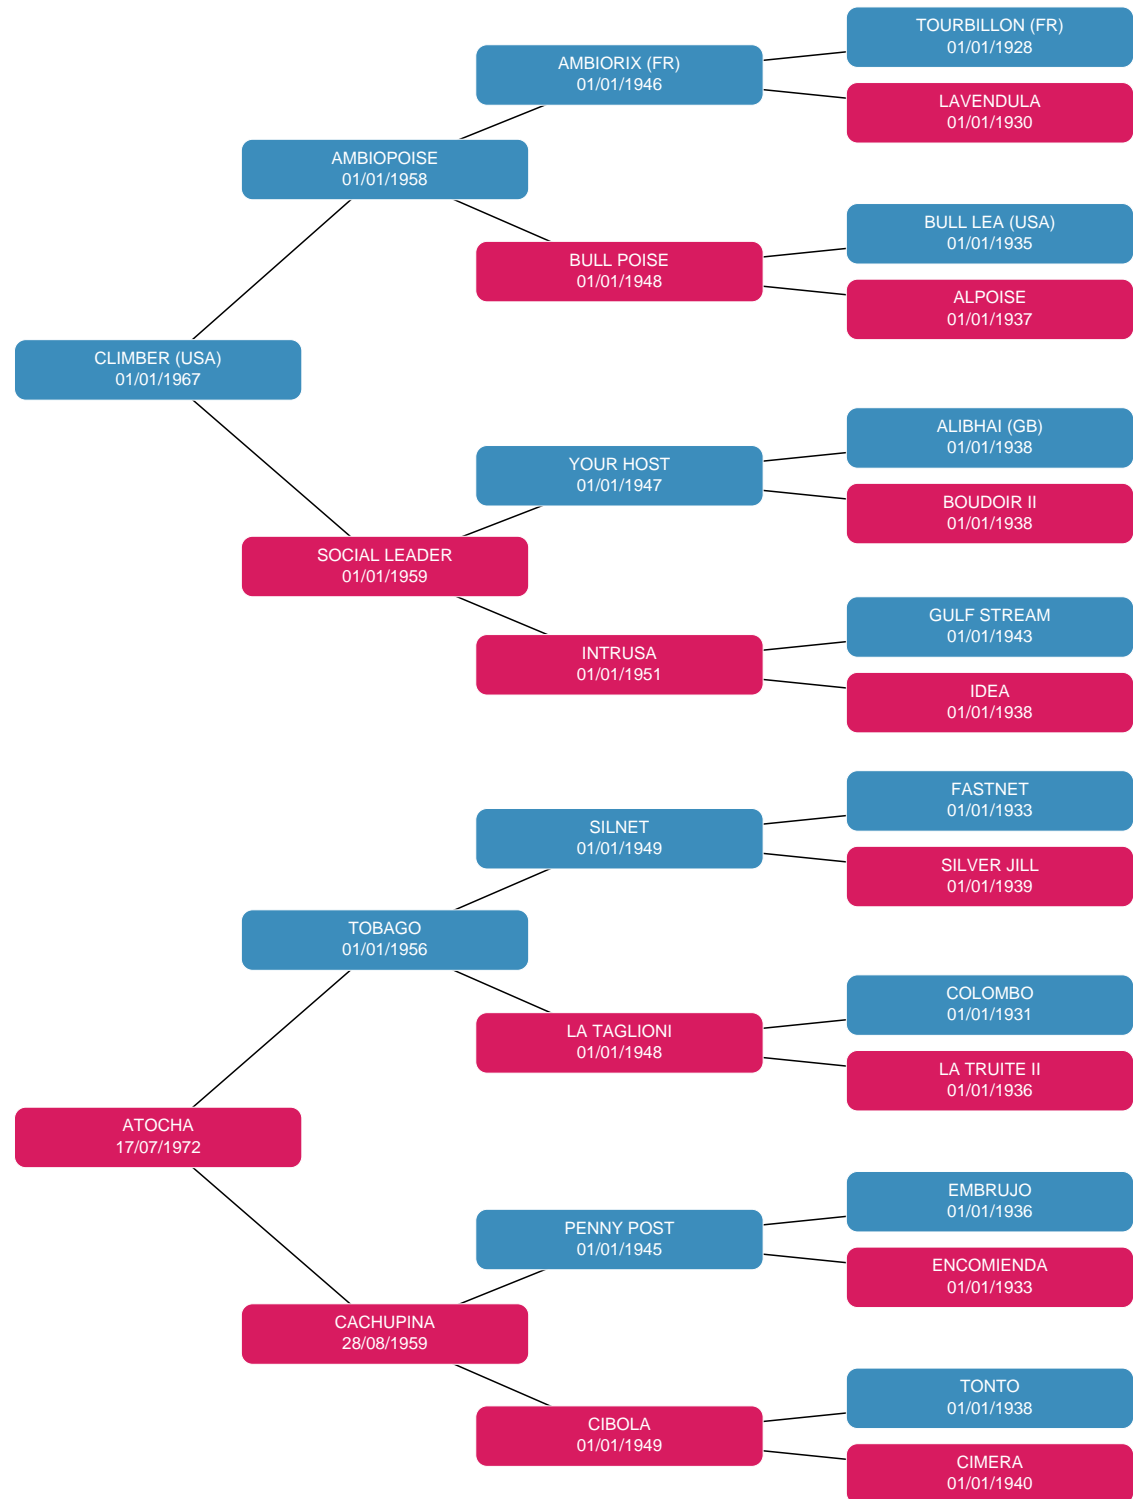 TOURBILLON (FR)
01/01/1928
AMBIORIX (FR)
01/01/1946
LAVENDULA
01/01/1930
AMBIOPOISE
01/01/1958
BULL LEA (USA)
01/01/1935
BULL POISE
01/01/1948
ALPOISE
01/01/1937
CLIMBER (USA)
01/01/1967
ALIBHAI (GB)
01/01/1938
YOUR HOST
01/01/1947
BOUDOIR II
01/01/1938
SOCIAL LEADER
01/01/1959
GULF STREAM
01/01/1943
INTRUSA
01/01/1951
IDEA
01/01/1938
FASTNET
01/01/1933
SILNET
01/01/1949
SILVER JILL
01/01/1939
TOBAGO
01/01/1956
COLOMBO
01/01/1931
LA TAGLIONI
01/01/1948
LA TRUITE II
01/01/1936
ATOCHA
17/07/1972
EMBRUJO
01/01/1936
PENNY POST
01/01/1945
ENCOMIENDA
01/01/1933
CACHUPINA
28/08/1959
TONTO
01/01/1938
CIBOLA
01/01/1949
CIMERA
01/01/1940